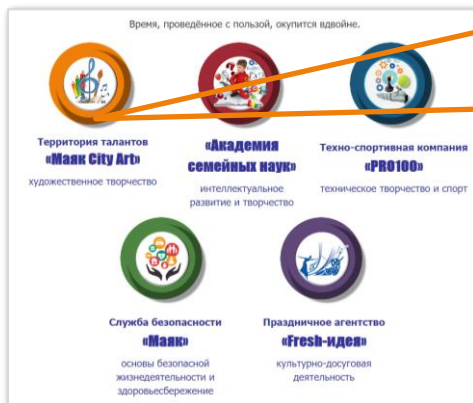 Время, проведённое с пользой, окупится вдвойне.
Территория талантов
«Маяк City Art»
художественное творчество
«Академия
семейных наук»
интеллектуальное
развитие и творчество
Техно-спортивная компания
«PRO100»
техническое творчество и спорт
Служба безопасности
«Маяк»
основы безопасной
жизнедеятельности и
здоровьесбережение
Праздничное агентство
«Fresh-идея»
культурно-досуговая
деятельность